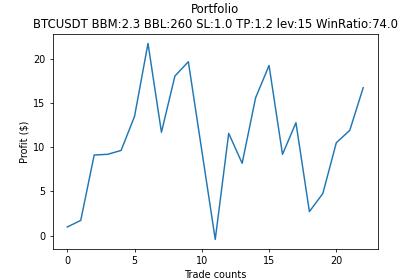 Portfolio
BTCUSDT BBM:2.3 BBL:260 SL:1.0 TP:1.2 lev:15 WinRatio:74.0
20
15
10
5
0
Profit ($)
0 5 10 15 20
Trade counts